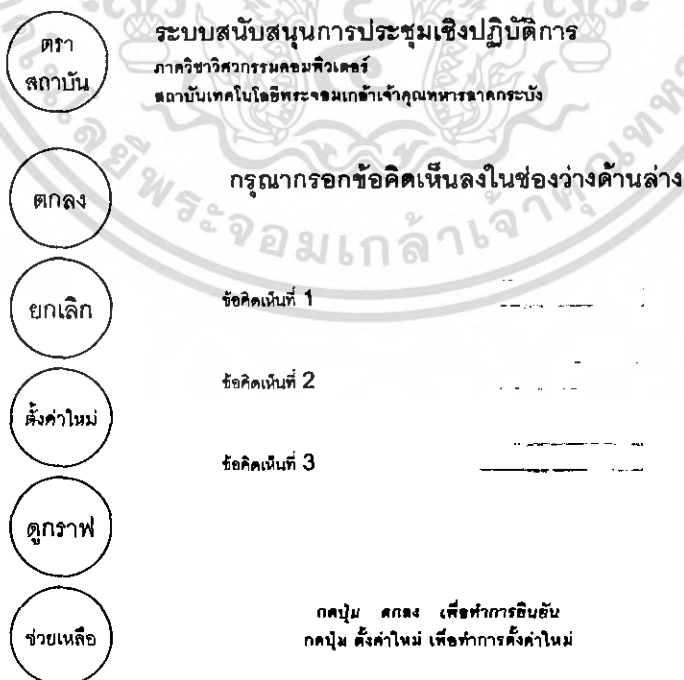 ตรา
สถาบัน
ระบบสนับสนุนการประชุมเชิงปฏิบัติการ
ภาควิชาวิศวกรรมคอมพิวเตอร์
สถาบันเทคโนโลยีพระจอมเกล้าเจ้าคุณทหารลาดกระบัง
ตกลง
กรุณากรอกข้อคิดเห็นลงในช่องว่างด้านล่าง
ยกเลิก
ข้อคิดเห็นที่ 1
ตั้งค่าใหม่
ข้อคิดเห็นที่ 2
ข้อคิดเห็นที่ 3
ดูกราฟ
ช่วยเหลือ
กดปุ่ม ตกลง เพื่อทำการยืนยัน
กดปุ่ม ตั้งค่าใหม่ เพื่อทำการตั้งค่าใหม่